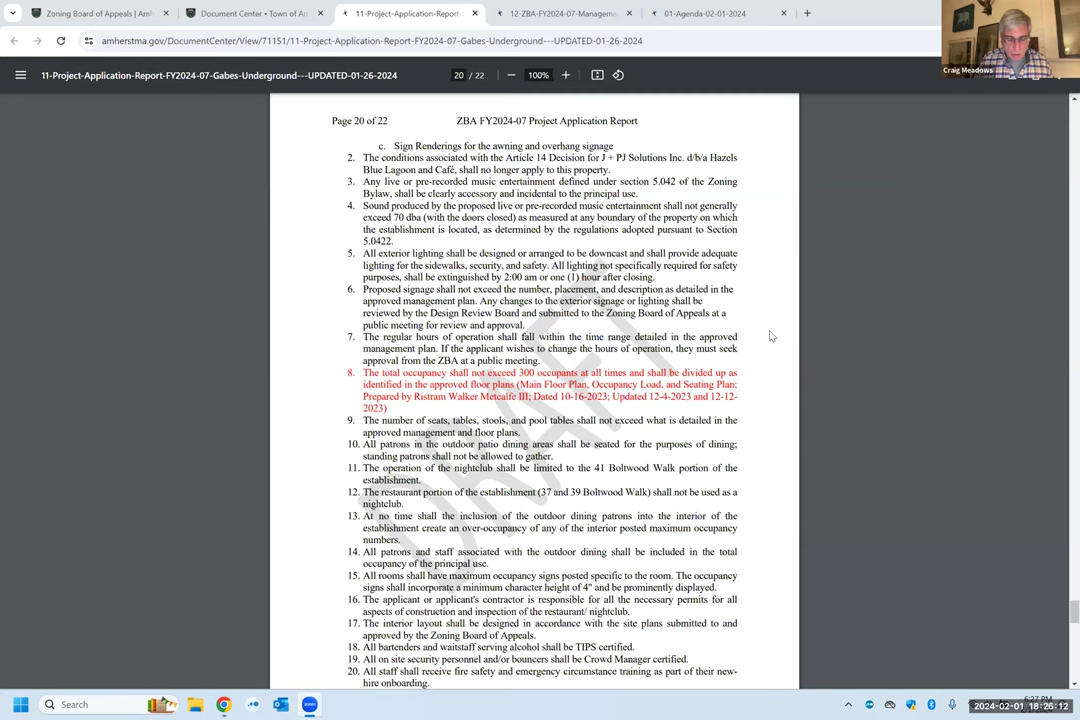 Zoning Board of Appeals | Amh
Document Center • Town of Am
11-Project-Application-Report-
12-ZBA-FY2024-07-Manageme
01-Agenda-02-01-2024
amherstma.gov/DocumentCenter/View/71151/11-Project-Application-Report-FY2024-07-Gabes-Underground---UPDATED-01-26-2024
Craig Meadows
11-Project-Application-Report-FY2024-07-Gabes-Underground---UPDATED-01-26-2024
20 / 22
100%
Page 20 of 22 ZBA FY2024-07 Project Application Report
c. Sign Renderings for the awning and overhang signage
2. The conditions associated with the Article 14 Decision for J + PJ Solutions Inc. d/b/a Hazels
Blue Lagoon and Café, shall no longer apply to this property.
3. Any live or pre-recorded music entertainment defined under section 5.042 of the Zoning
Bylaw, shall be clearly accessory and incidental to the principal use.
4. Sound produced by the proposed live or pre-recorded music entertainment shall not generally
exceed 70 dba (with the doors closed) as measured at any boundary of the property on which
the establishment is located, as determined by the regulations adopted pursuant to Section
5.0422.
5. All exterior lighting shall be designed or arranged to be downcast and shall provide adequate
lighting for the sidewalks, security, and safety. All lighting not specifically required for safety
purposes, shall be extinguished by 2:00 am or one (1) hour after closing.
6. Proposed signage shall not exceed the number, placement, and description as detailed in the
approved management plan. Any changes to the exterior signage or lighting shall be
reviewed by the Design Review Board and submitted to the Zoning Board of Appeals at a
public meeting for review and approval.
7. The regular hours of operation shall fall within the time range detailed in the approved
management plan. If the applicant wishes to change the hours of operation, they must seek
approval from the ZBA at a public meeting.
8. The total occupancy shall not exceed 300 occupants at all times and shall be divided up as
identified in the approved floor plans (Main Floor Plan, Occupancy Load, and Seating Plan;
Prepared by Ristram Walker Metcalfe III; Dated 10-16-2023; Updated 12-4-2023 and 12-12-
2023)
9. The number of seats, tables, stools, and pool tables shall not exceed what is detailed in the
approved management and floor plans.
10. All patrons in the outdoor patio dining areas shall be seated for the purposes of dining;
standing patrons shall not be allowed to gather.
11. The operation of the nightclub shall be limited to the 41 Boltwood Walk portion of the
establishment.
12. The restaurant portion of the establishment (37 and 39 Boltwood Walk) shall not be used as a
nightclub.
13. At no time shall the inclusion of the outdoor dining patrons into the interior of the
establishment create an over-occupancy of any of the interior posted maximum occupancy
numbers.
14. All patrons and staff associated with the outdoor dining shall be included in the total
occupancy of the principal use.
15. All rooms shall have maximum occupancy signs posted specific to the room. The occupancy
signs shall incorporate a minimum character height of 4" and be prominently displayed.
16. The applicant or applicant's contractor is responsible for all the necessary permits for all
aspects of construction and inspection of the restaurant/ nightclub.
17. The interior layout shall be designed in accordance with the site plans submitted to and
approved by the Zoning Board of Appeals.
18. All bartenders and waitstaff serving alcohol shall be TIPS certified.
19. All on site security personnel and/or bouncers shall be Crowd Manager certified.
20. All staff shall receive fire safety and emergency circumstance training as part of their new-
hire onboarding.
DRAFT
Search
6:27 PM
2024-02-01 18:26:12